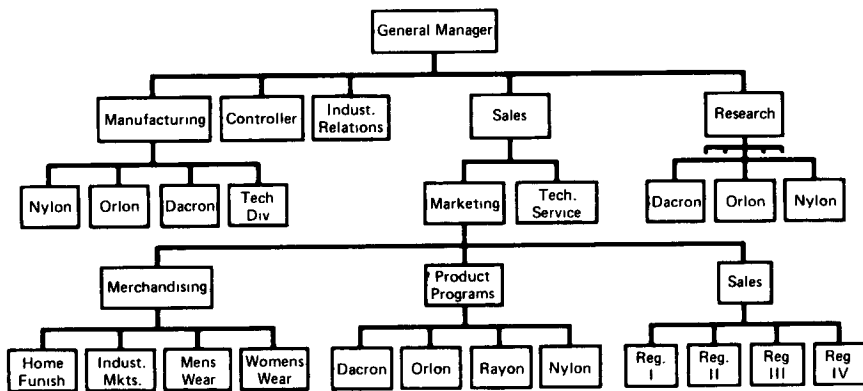 General Manager
Manufacturing
Controller
Indust.
Relations
Sales
Research
Nylon
Orlon
Dacron
Tech
Div
Marketing
Tech.
Service
Dacron
Orlon
Nylon
Merchandising
Product
Programs
Sales
Home
Funish
Indust.
Mkts.
Mens
Wear
Womens
Wear
Dacron
Orlon
Rayon
Nylon
Reg.
I
Reg.
II
Reg
III
Reg
IV